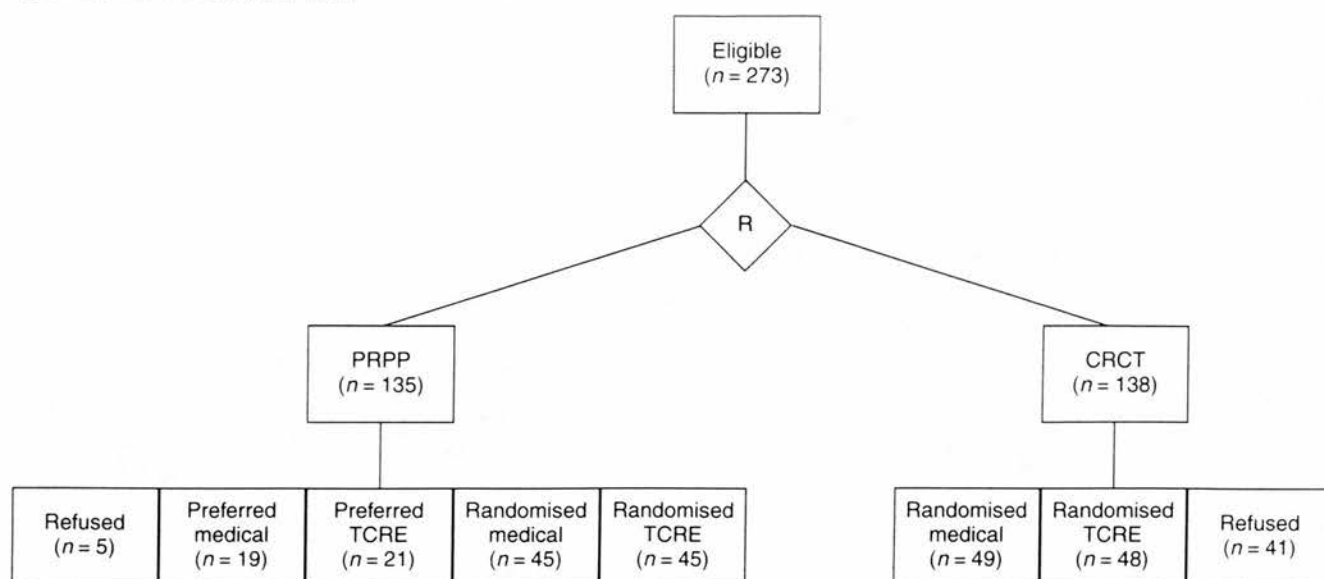 Eligible
(n = 273)
R
PRPP
(n = 135)
CRCT
(n = 138)
Refused
(n = 5)
Preferred
medical
(n = 19)
Preferred
TCRE
(n = 21)
Randomised
medical
(n = 45)
Randomised
TCRE
(n = 45)
Randomised
medical
(n = 49)
Randomised
TCRE
(n = 48)
Refused
(n = 41)